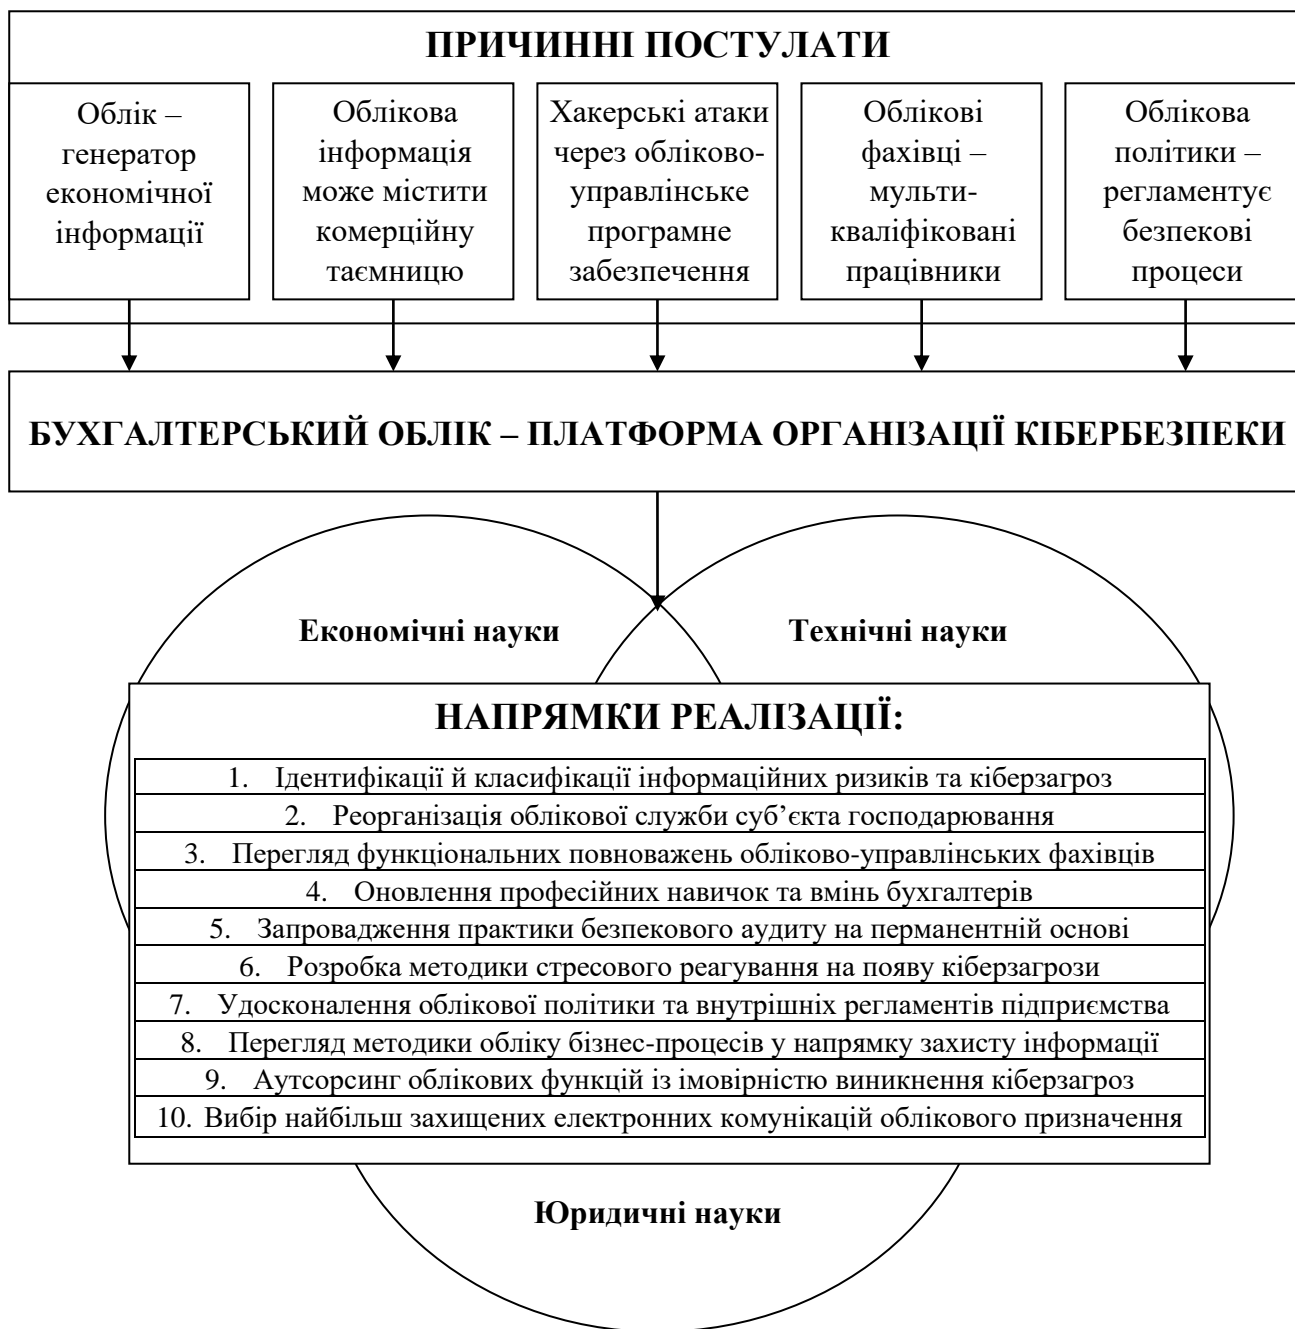 ПРИЧИННІ ПОСТУЛАТИ
Облік –
генератор
економічної
інформації
Облікова
інформація
може містити
комерційну
таємницю
Хакерські атаки
через обліково-
управлінське
програмне
забезпечення
Облікові
фахівці –
мульти-
кваліфіковані
працівники
Облікова
політики –
регламентує
безпекові
процеси
БУХГАЛТЕРСЬКИЙ ОБЛІК – ПЛАТФОРМА ОРГАНІЗАЦІЇ КІБЕРБЕЗПЕКИ
Економічні науки
Технічні науки
НАПРЯМКИ РЕАЛІЗАЦІЇ:
1. Ідентифікації й класифікації інформаційних ризиків та кіберзагроз
2. Реорганізація облікової служби суб’єкта господарювання
3. Перегляд функціональних повноважень обліково-управлінських фахівців
4. Оновлення професійних навичок та вмінь бухгалтерів
5. Запровадження практики безпекового аудиту на перманентній основі
6. Розробка методики стресового реагування на появу кіберзагрози
7. Удосконалення облікової політики та внутрішніх регламентів підприємства
8. Перегляд методики обліку бізнес-процесів у напрямку захисту інформації
9. Аутсорсинг облікових функцій із імовірністю виникнення кіберзагроз
10. Вибір найбільш захищених електронних комунікацій облікового призначення
Юридичні науки